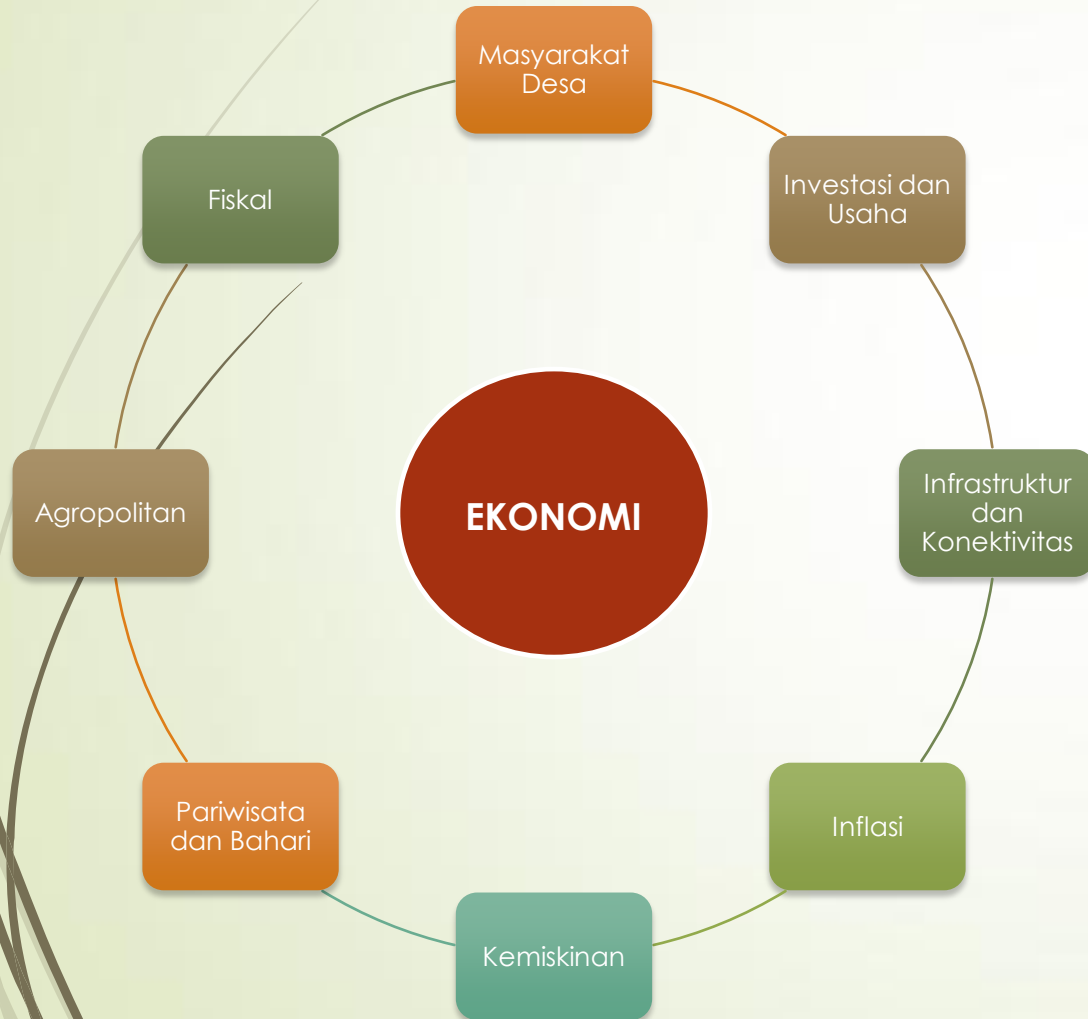 Masyarakat
Desa
Investasi dan
Usaha
Infrastruktur
dan
Konektivitas
Inflasi
Kemiskinan
Pariwisata
dan Bahari
Agropolitan
Fiskal
EKONOMI